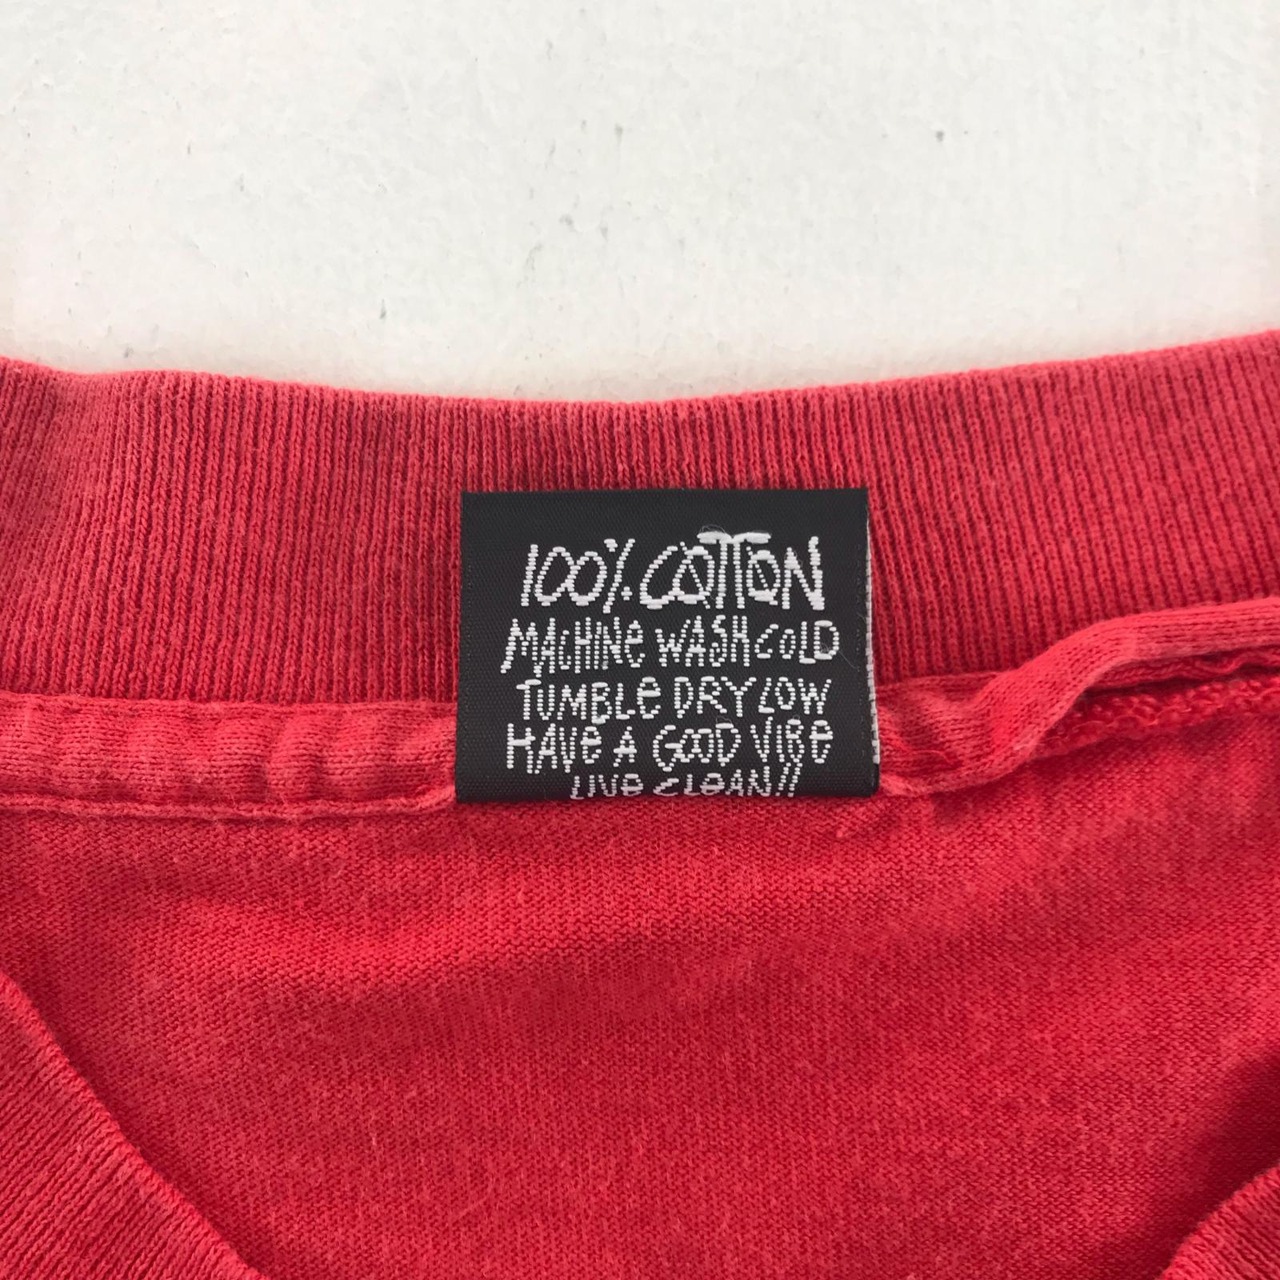 100% COTTON
MACHINE WASH COLD
TUMBLE DRY LOW
HAVE A GOOD VIBE
LIVE CLEAN!!